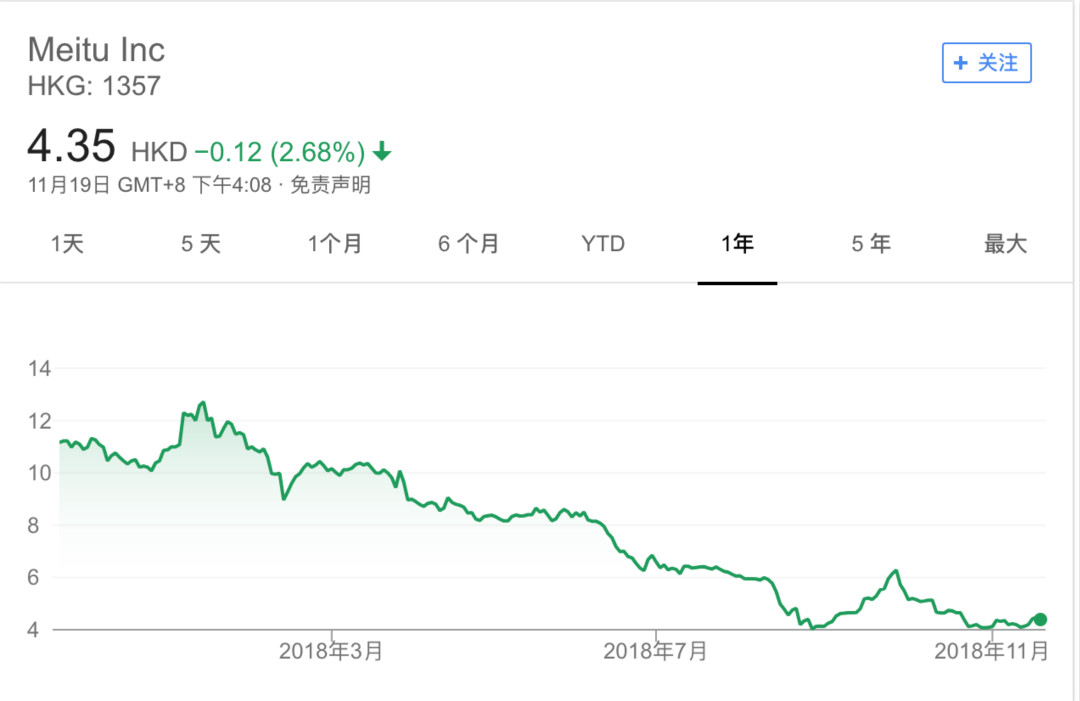 Meitu Inc
HKG: 1357
+ 关注
4.35 HKD −0.12 (2.68%)
11月19日 GMT+8 下午4:08 · 免责声明
1天 5 天 1个月 6 个月 YTD 1年 5 年 最大
14
12
10
8
6
4
2018年3月 2018年7月 2018年11月